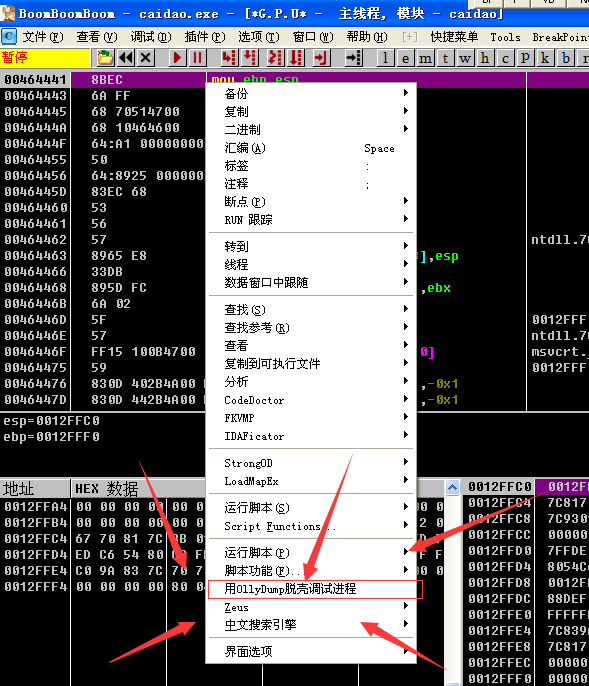 BoomBoomBoom - caidao.exe - [*G.P.U* - 主线程, 模块 - caidao]
文件(F) 查看(V) 调试(D) 插件(P) 选项(T) 窗口(W) 帮助(H) [+] 快捷菜单 Tools BreakPoin
暂停 l e m t w h c p k b
00464441 8BEC mov ebp,esp
00464443 6A FF
00464445 68 70514700
0046444A 68 10464600
0046444F 64:A1 00000000
00464455 50
00464456 64:8925 000000
0046445D 83EC 68
00464460 53
00464461 56
00464462 57 ntdll.7
00464463 8965 E8 ],esp
00464466 33DB
00464468 895D FC ,ebx
0046446B 6A 02
0046446D 5F 0012FFF
0046446E 57 ntdll.7
0046446F FF15 100B4700 0] msvcrt.
00464475 59 0012FFF
00464476 830D 402B4A00 ,-0x1
0046447D 830D 442B4A00 ,-0x1
备份
复制
二进制
汇编(A) Space
标签 :
注释 ;
断点(P)
RUN 跟踪
转到
线程
数据窗口中跟随
查找(S)
查找参考(R)
查看
复制到可执行文件
分析
CodeDoctor
FKVMP
IDAFicator
StrongOD
LoadMapEx
运行脚本(S)
Script Functions..
运行脚本(P)
脚本功能(F)..
用OllyDump脱壳调试进程
Zeus
中文搜索引擎
界面选项
esp=0012FFC0
ebp=0012FFF0
地址 HEX 数据
0012FFA4 00 00 00 00
0012FFB4 00 00 00 00
0012FFC4 67 70 81 7C
0012FFD4 ED C6 54 80
0012FFE4 C0 9A 83 7C 70
0012FFF4 00 00 00 00 80
0012FFC0 0012FF
0012FFC4 7C817
0012FFC8 7C930
0012FFCC 00000
0012FFD0 7FFDE
0012FFD4 8054C
0012FFD8 0012F
0012FFDC 88DEF
0012FFE0 FFFFF
0012FFE4 7C839
0012FFE8 7C817
0012FFEC 00000
0012FFF0 00000